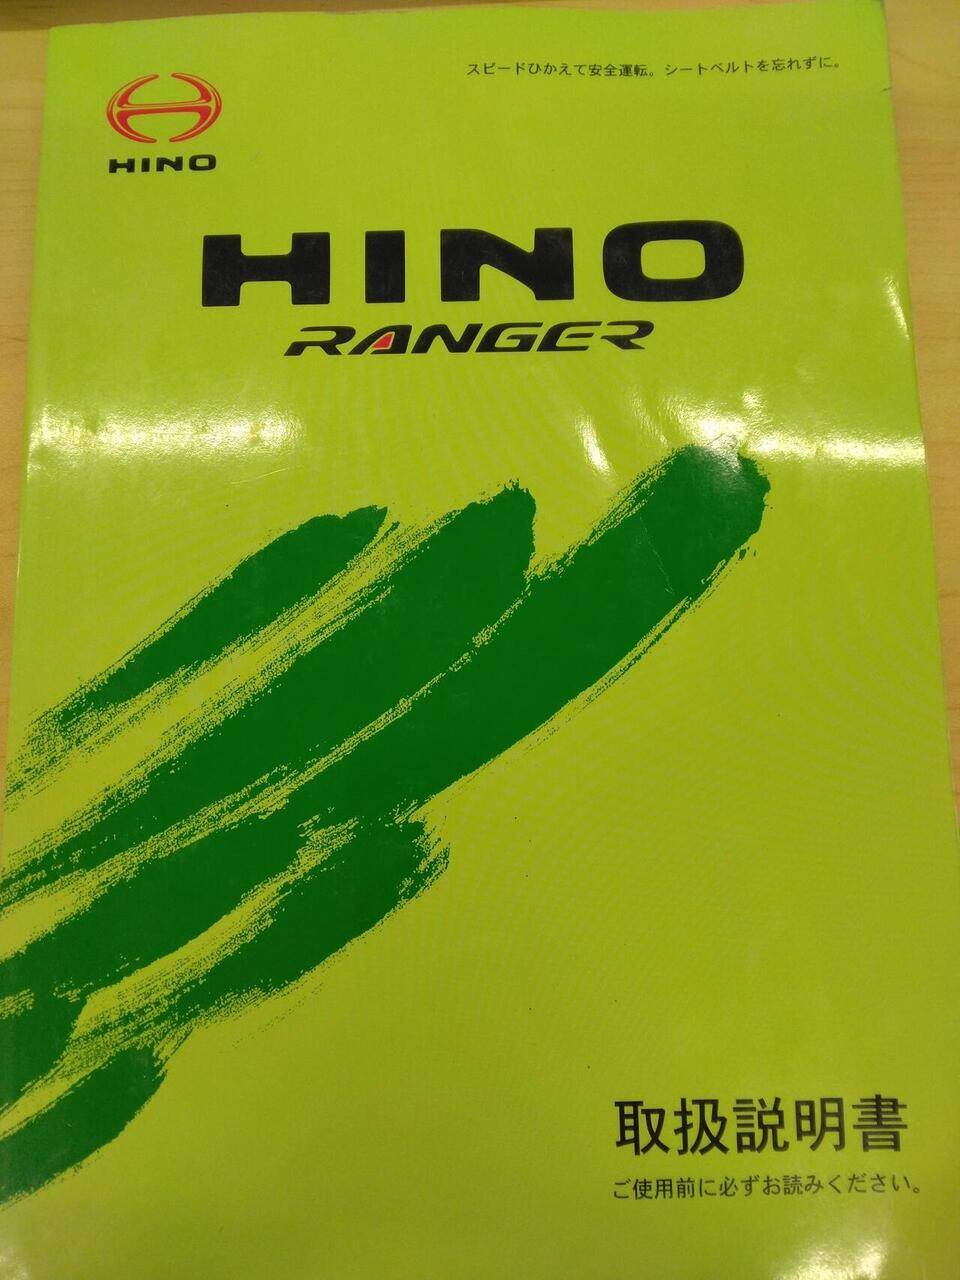 スピードひかえて安全運転。シートベルトを忘れずに。
HINO
HINO
RANGER
取扱説明書
ご使用前に必ずお読みください。